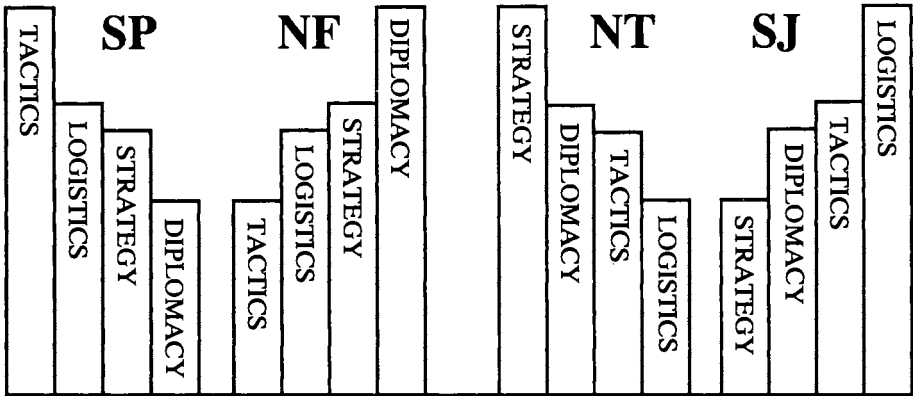 SP
TACTICS
LOGISTICS
STRATEGY
DIPLOMACY
NF
TACTICS
LOGISTICS
STRATEGY
DIPLOMACY
NT
STRATEGY
DIPLOMACY
TACTICS
LOGISTICS
SJ
STRATEGY
DIPLOMACY
TACTICS
LOGISTICS